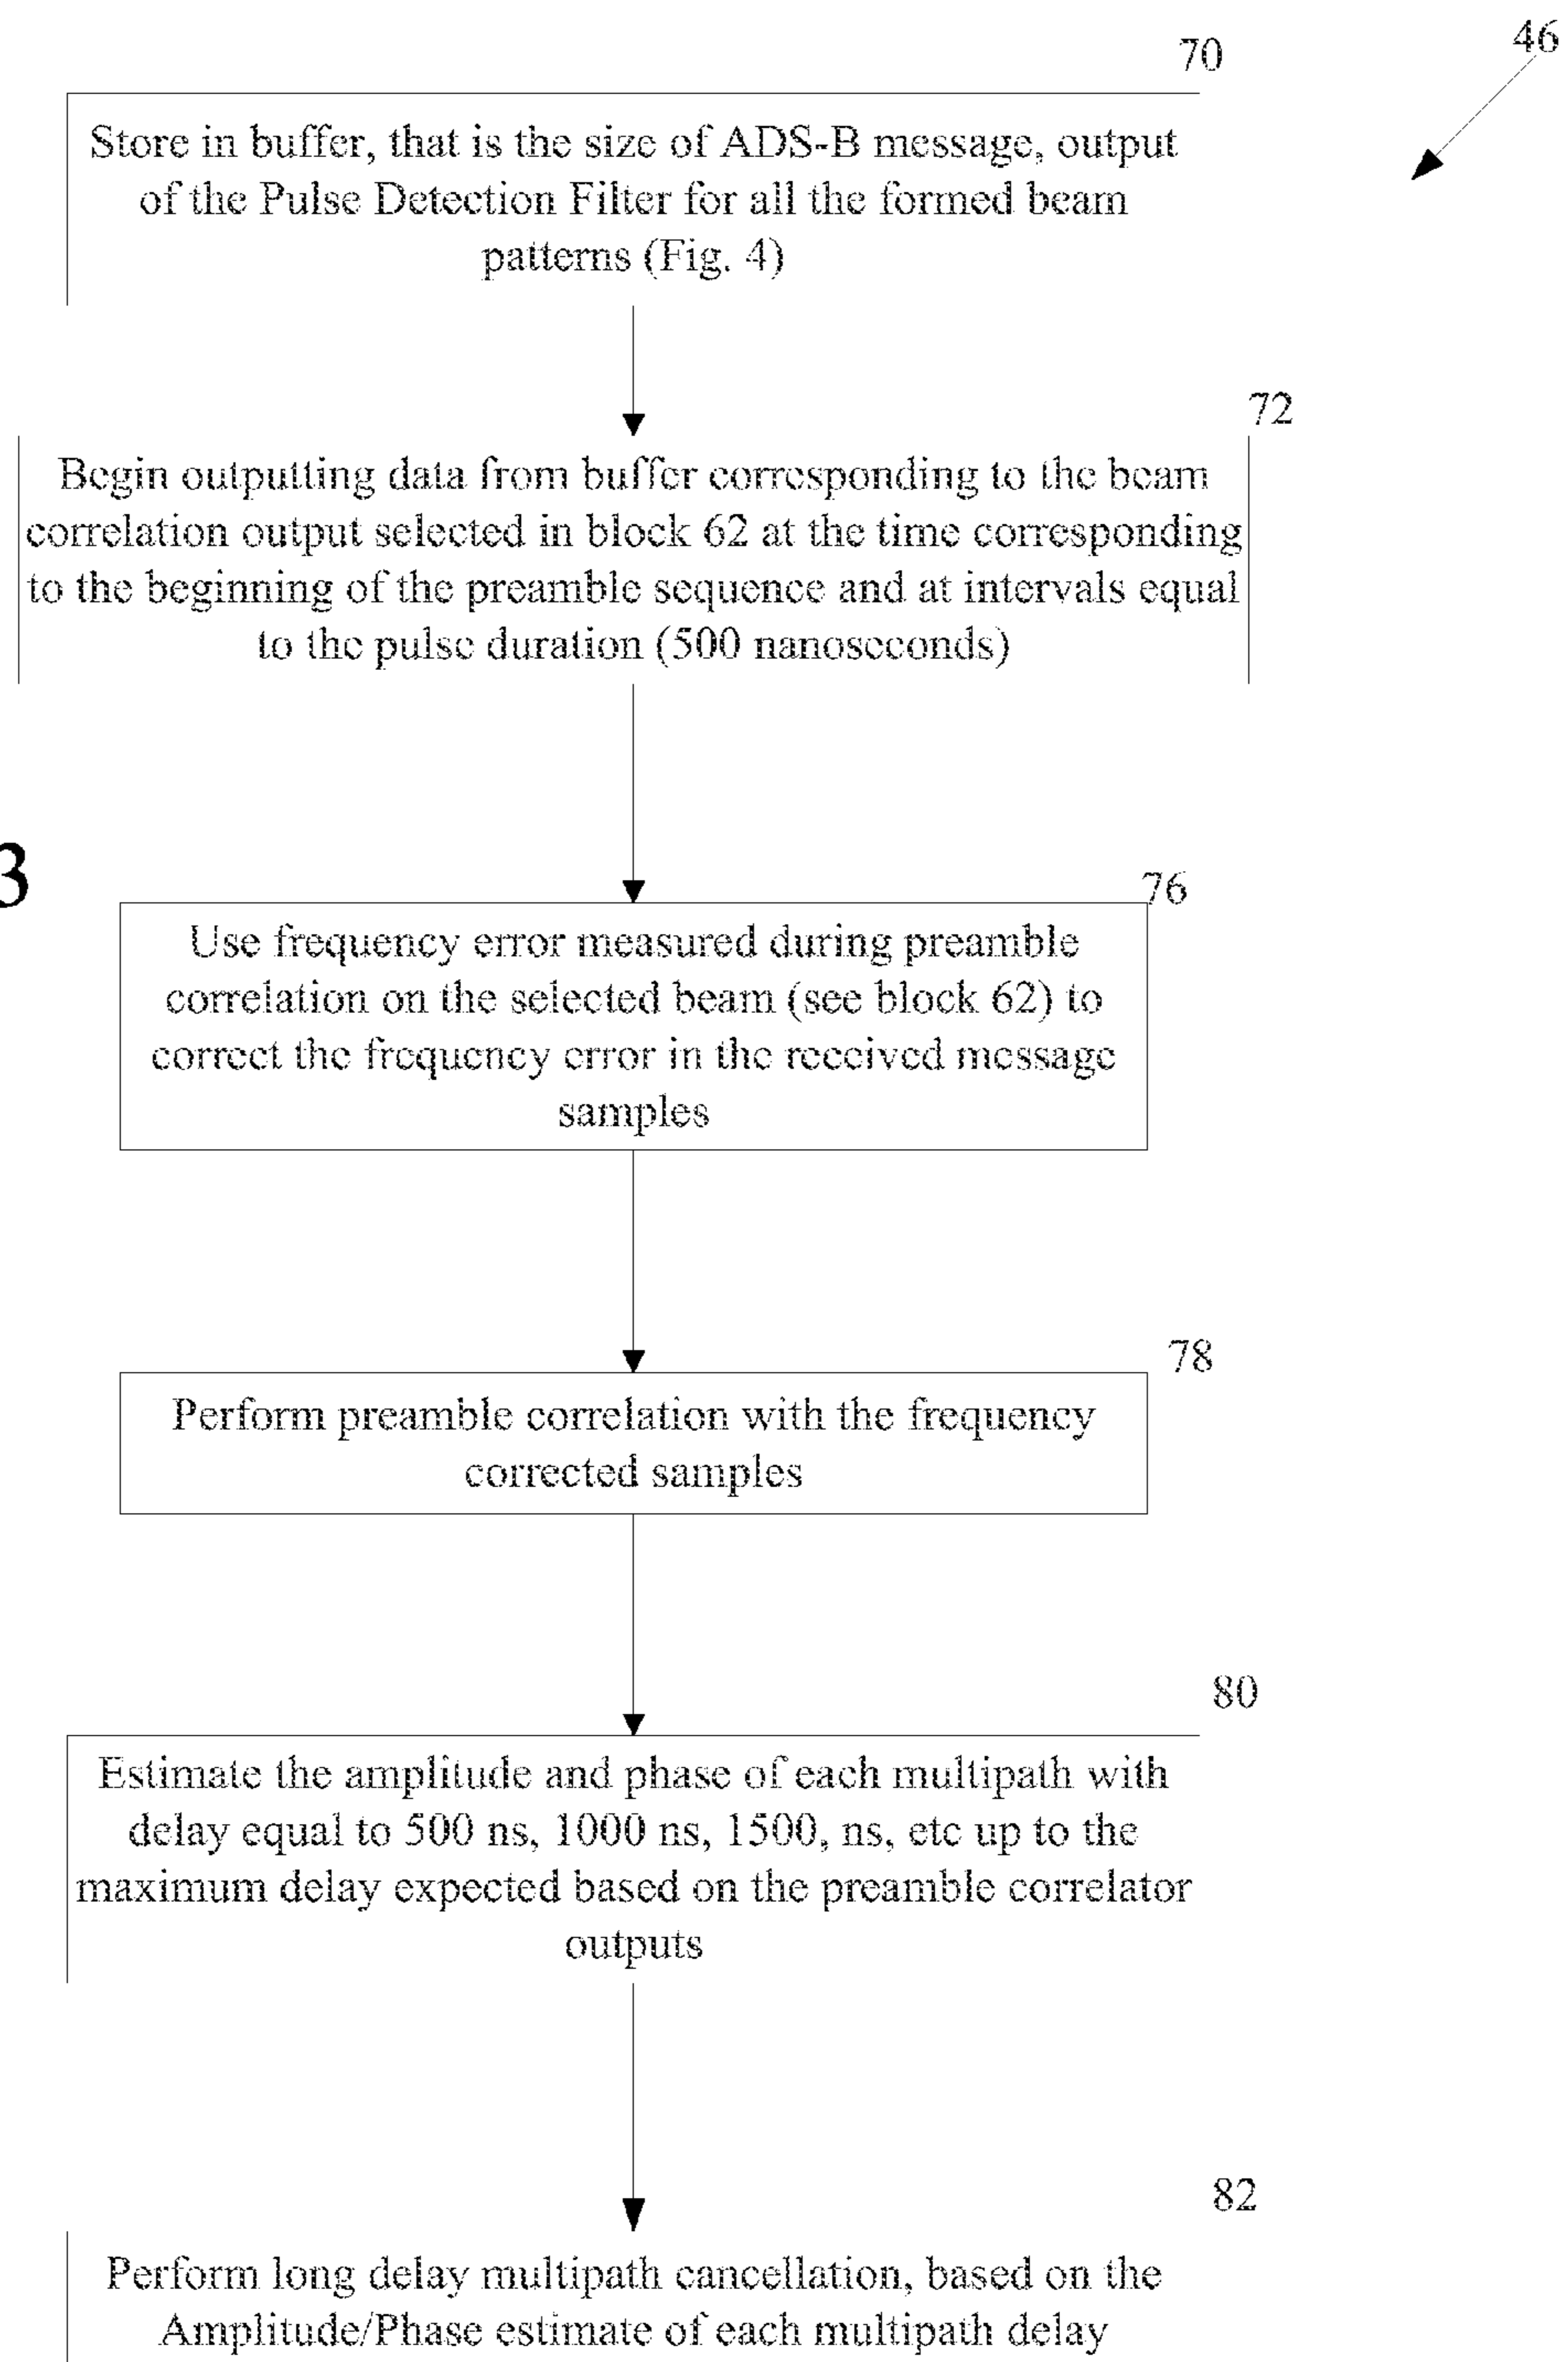 46
70
Store in buffer, that is the size of ADS-B message, output
of the Pulse Detection Filter for all the formed beam
patterns (Fig. 4)
72
Begin outputting data from buffer corresponding to the beam
correlation output selected in block 62 at the time corresponding
to the beginning of the preamble sequence and at intervals equal
to the pulse duration (500 nanoseconds)
3
76
Use frequency error measured during preamble
correlation on the selected beam (see block 62) to
correct the frequency error in the received message
samples
78
Perform preamble correlation with the frequency
corrected samples
80
Estimate the amplitude and phase of each multipath with
delay equal to 500 ns, 1000 ns, 1500, ns, etc up to the
maximum delay expected based on the preamble correlator
outputs
82
Perform long delay multipath cancellation, based on the
Amplitude/Phase estimate of each multipath delay